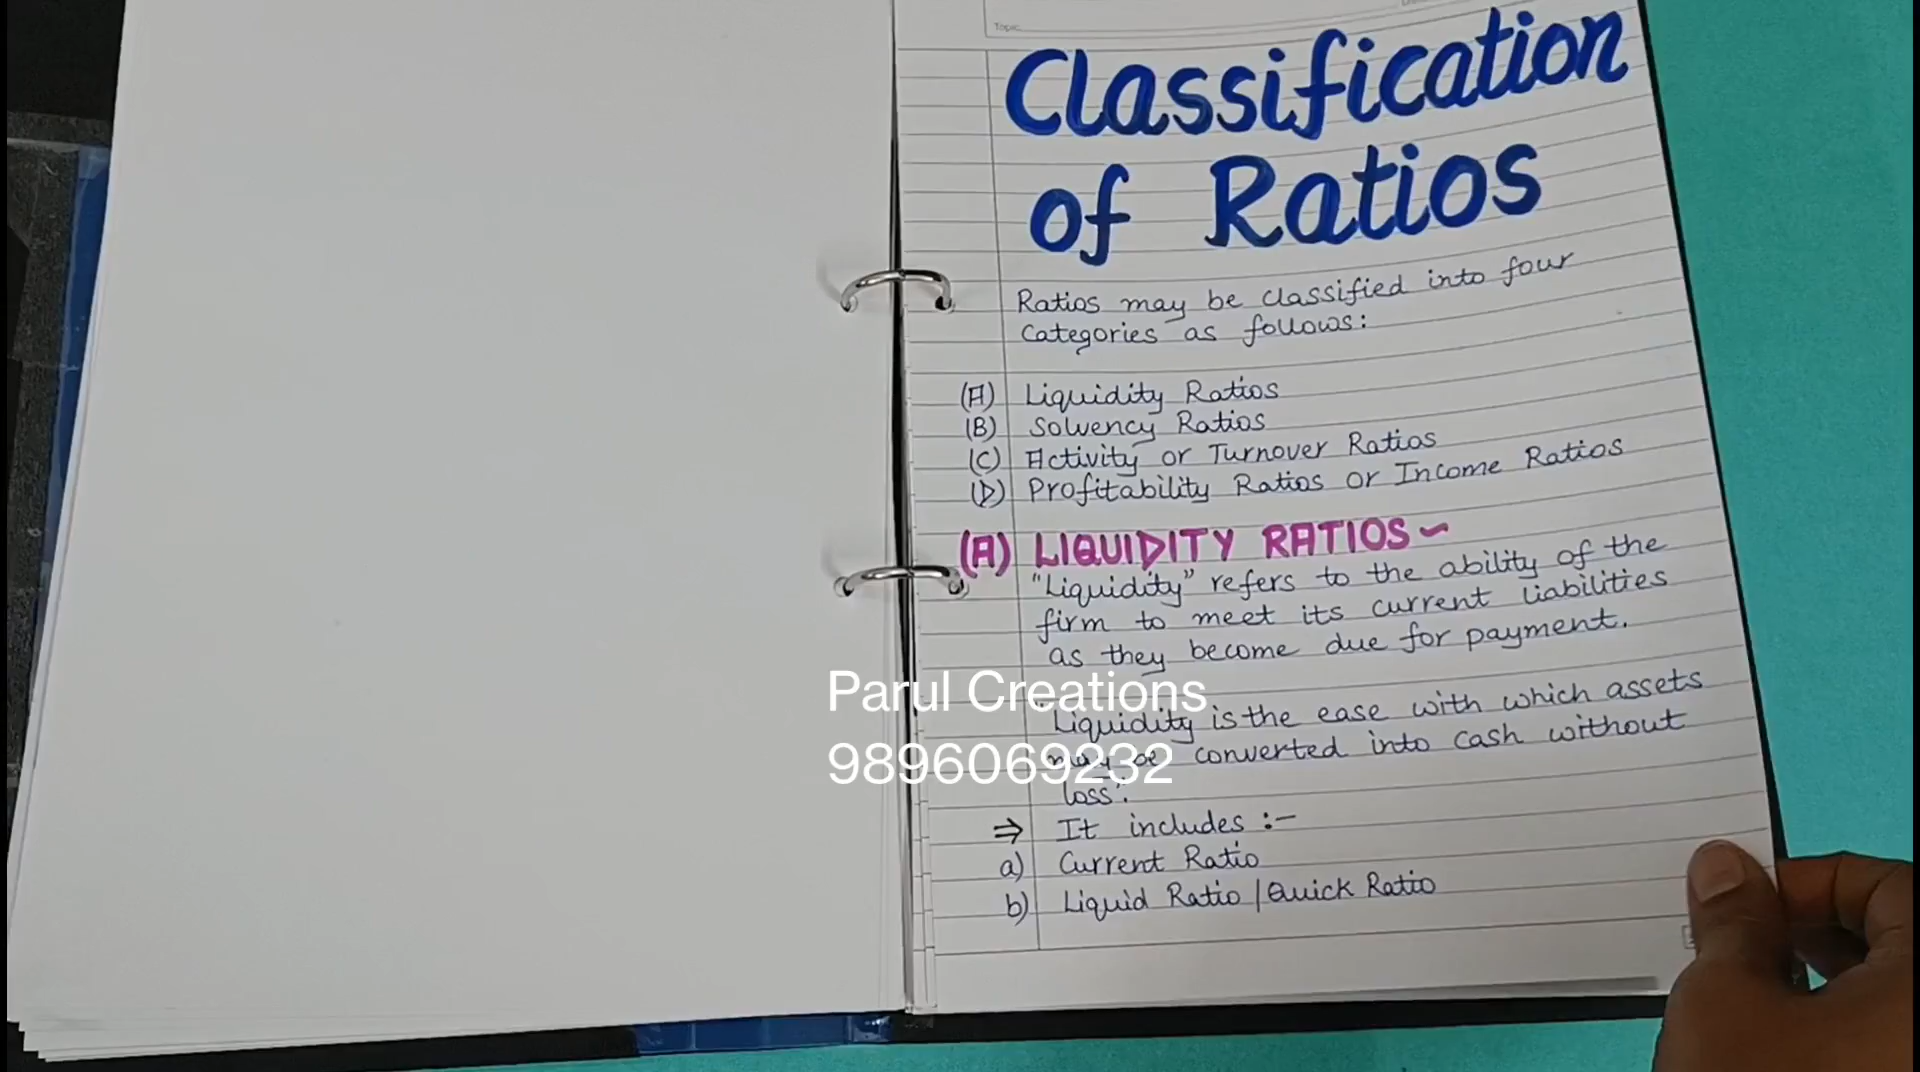 Topic
Classification
of Ratios
Ratios may be classified into four
Categories as follows:
(A) Liquidity Ratios
(B) Solvency Ratios
(C) Activity or Turnover Ratios
(D) Profitability Ratios or Income Ratios
(A) LIQUIDITY RATIOS -
"Liquidity" refers to the ability of the
firm to meet its current liabilities
as they become due for payment.
Parul Creations
"Liquidity is the ease with which assets
may be converted into cash without
9896069232
loss".
⇒ It includes :-
a) Current Ratio
b) Liquid Ratio / Quick Ratio